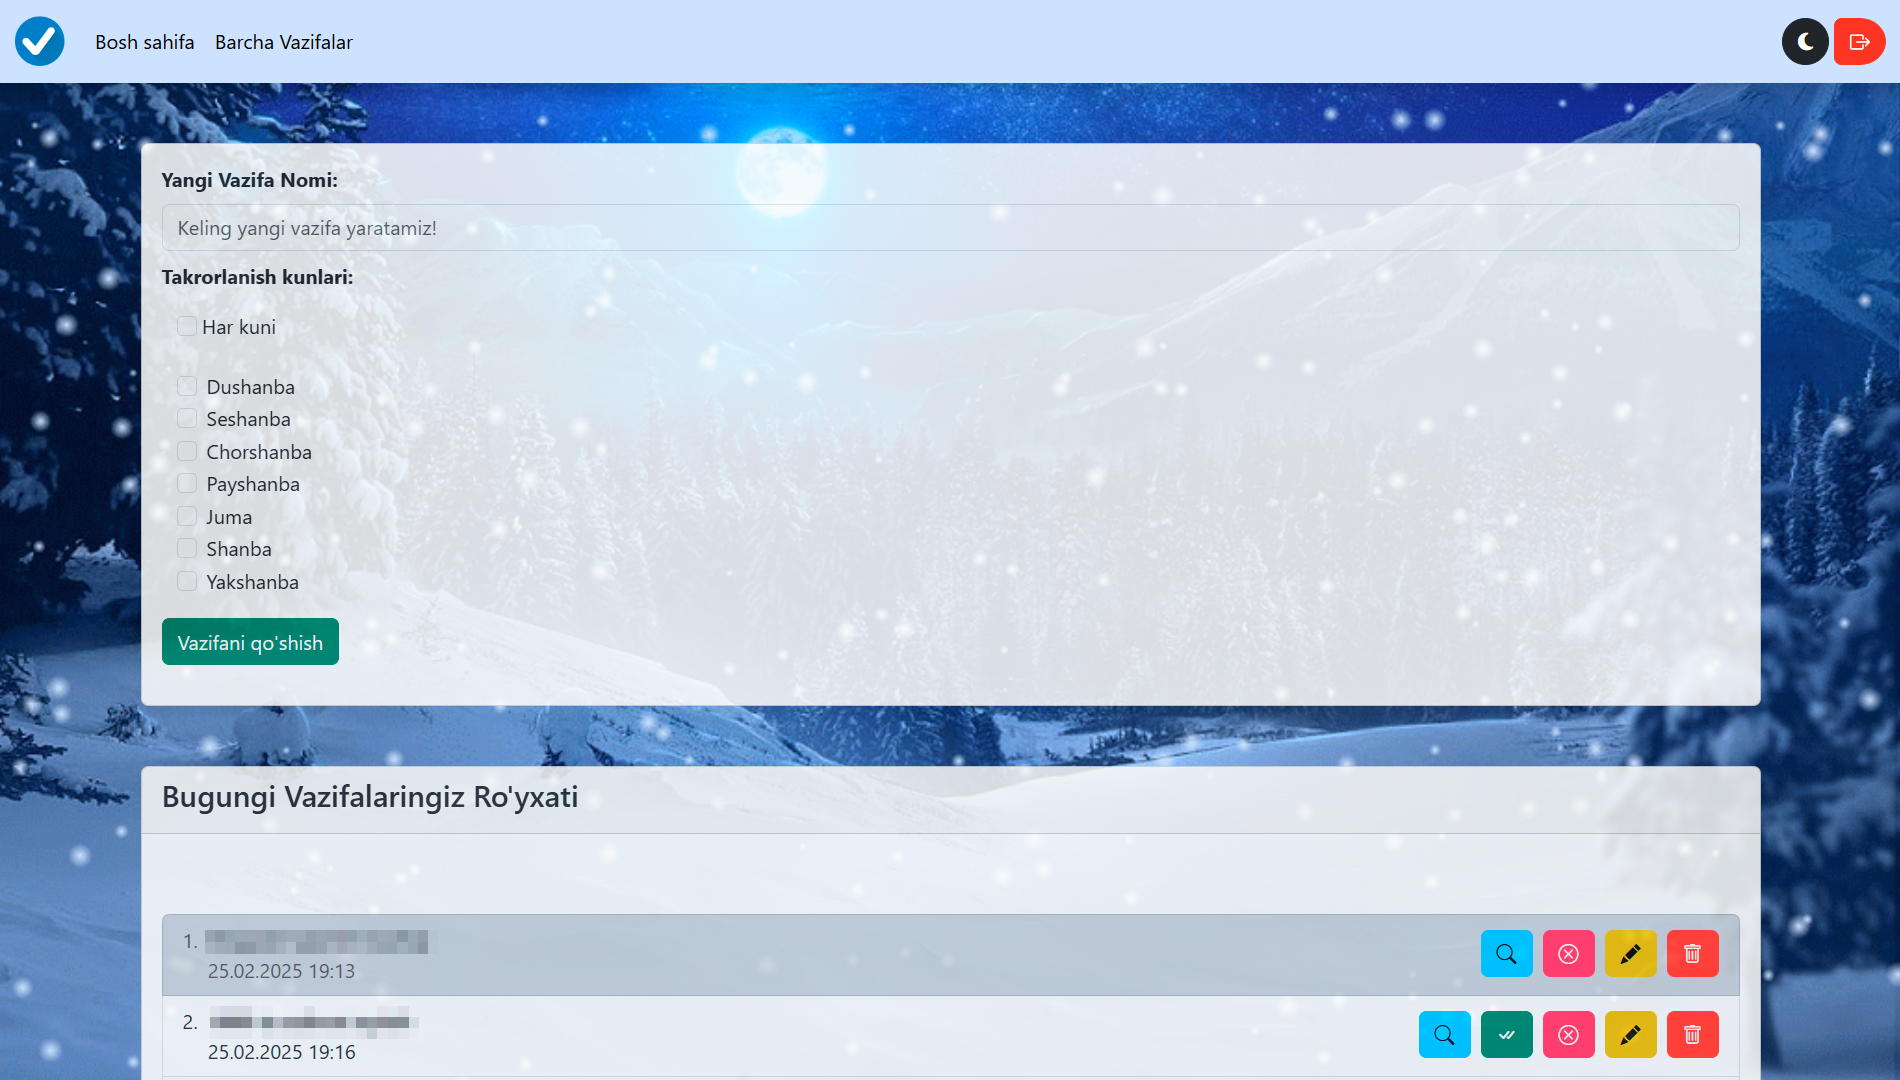 Bosh sahifa Barcha Vazifalar
Yangi Vazifa Nomi:
Keling yangi vazifa yaratamiz!
Takrorlanish kunlari:
Har kuni
Dushanba
Seshanba
Chorshanba
Payshanba
Juma
Shanba
Yakshanba
Vazifani qo'shish
Bugungi Vazifalaringiz Ro'yxati
1.
25.02.2025 19:13
2.
25.02.2025 19:16